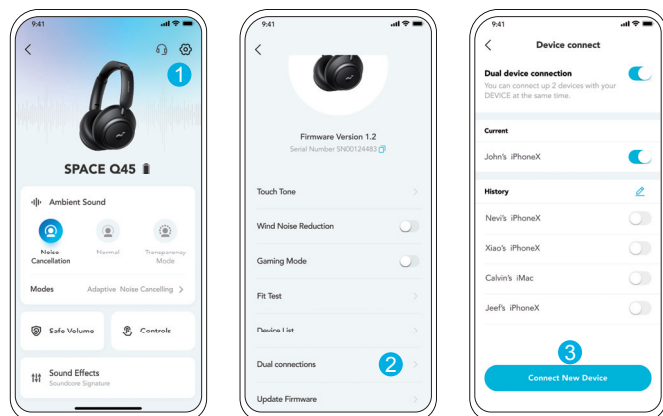 9:41
1
SPACE Q45
Ambient Sound
Noise
Cancellation
Normal
Transparency
Mode
Modes
Adaptive Noise Cancelling
Safe Volume
Controls
Sound Effects
Soundcore Signature
9:41
Firmware Version 1.2
Serial Number SN00124483
Touch Tone
Wind Noise Reduction
Gaming Mode
Fit Test
Device List
Dual connections
2
Update Firmware
9:41
Device connect
Dual device connection
You can connect up 2 devices with your
DEVICE at the same time.
Current
John's iPhoneX
History
Nevi's iPhoneX
Xiao's iPhoneX
Calvin's iMac
Jeef's iPhoneX
3
Connect New Device